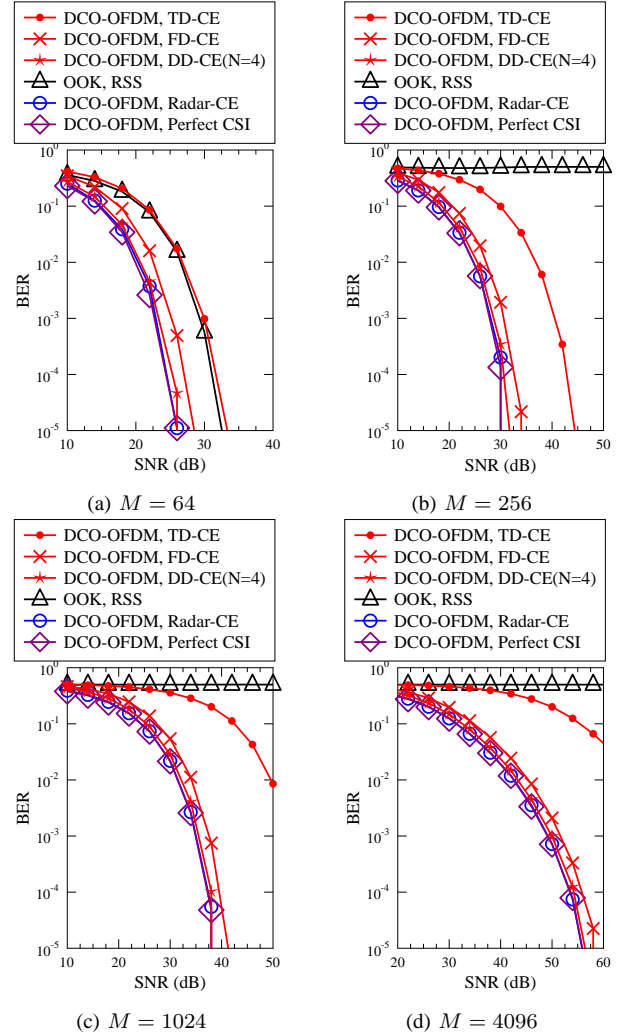 DCO-OFDM, TD-CE
DCO-OFDM, FD-CE
DCO-OFDM, DD-CE(N=4)
OOK, RSS
DCO-OFDM, Radar-CE
DCO-OFDM, Perfect CSI
10^0
10^-1
10^-2
10^-3
10^-4
10^-5
BER
10 20 30 40
SNR (dB)
(a) M = 64
DCO-OFDM, TD-CE
DCO-OFDM, FD-CE
DCO-OFDM, DD-CE(N=4)
OOK, RSS
DCO-OFDM, Radar-CE
DCO-OFDM, Perfect CSI
10^0
10^-1
10^-2
10^-3
10^-4
10^-5
BER
10 20 30 40 50
SNR (dB)
(b) M = 256
DCO-OFDM, TD-CE
DCO-OFDM, FD-CE
DCO-OFDM, DD-CE(N=4)
OOK, RSS
DCO-OFDM, Radar-CE
DCO-OFDM, Perfect CSI
10^0
10^-1
10^-2
10^-3
10^-4
10^-5
BER
10 20 30 40 50
SNR (dB)
(c) M = 1024
DCO-OFDM, TD-CE
DCO-OFDM, FD-CE
DCO-OFDM, DD-CE(N=4)
OOK, RSS
DCO-OFDM, Radar-CE
DCO-OFDM, Perfect CSI
10^0
10^-1
10^-2
10^-3
10^-4
10^-5
BER
20 30 40 50 60
SNR (dB)
(d) M = 4096